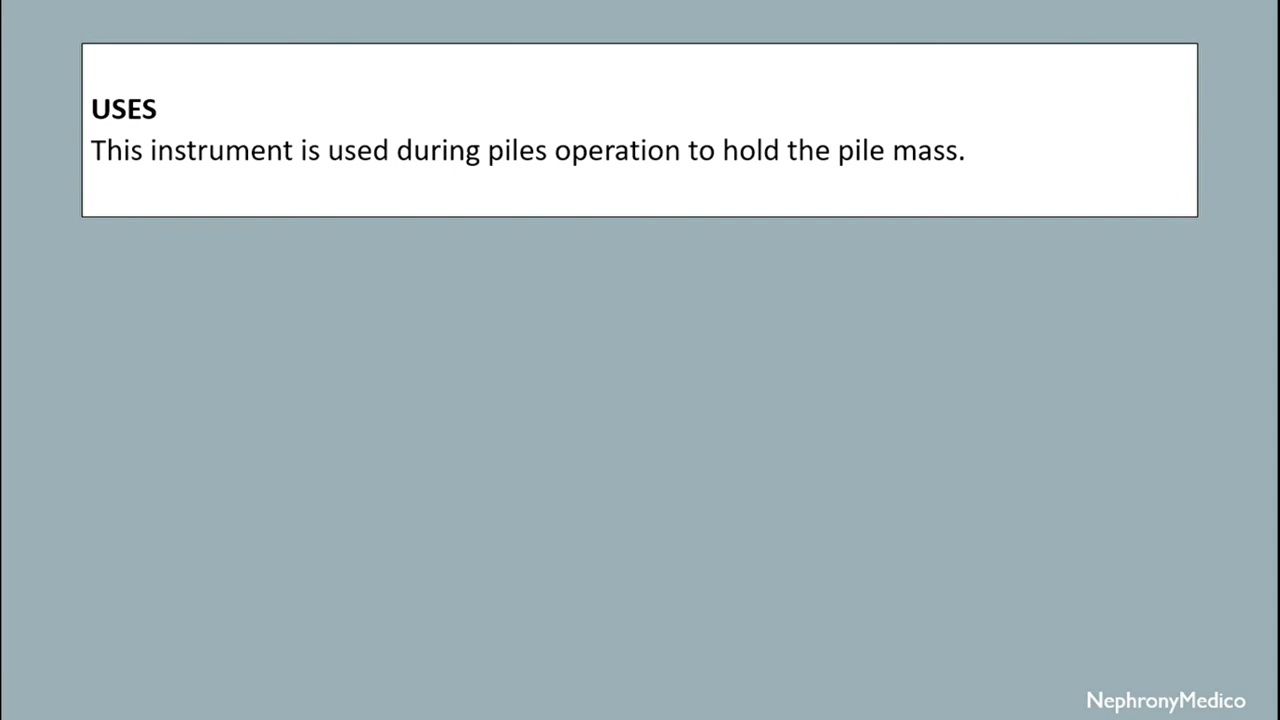 USES
This instrument is used during piles operation to hold the pile mass.
NephronyMedico